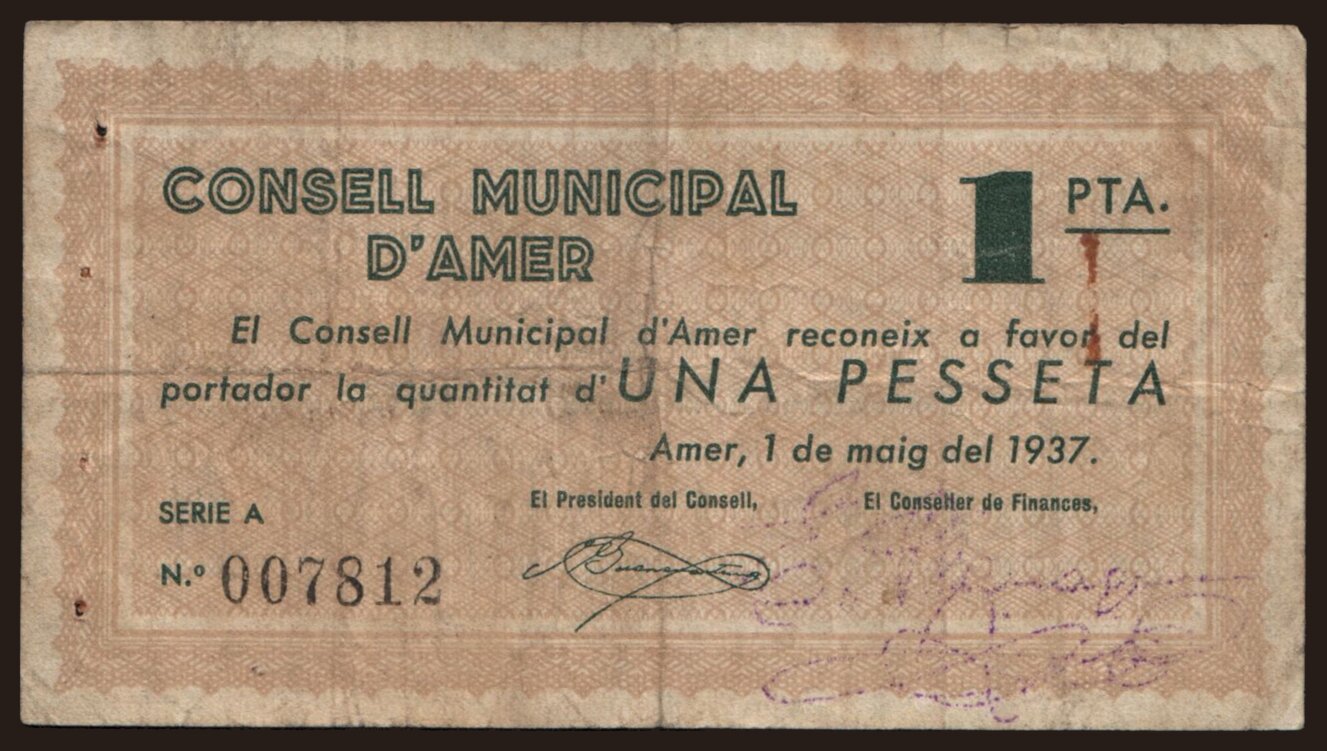 CONSELL MUNICIPAL
D'AMER
1 PTA.
El Consell Municipal d'Amer reconeix a favor del
portador la quantitat d'UNA PESSETA
Amer, 1 de maig del 1937.
El President del Consell,
El Conseller de Finances,
SERIE A
N.º 007812